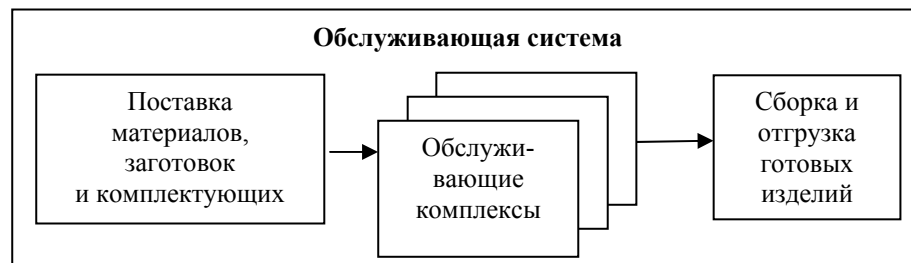 Обслуживающая система
Поставка
материалов,
заготовок
и комплектующих
Обслужи-
вающие
комплексы
Сборка и
отгрузка
готовых
изделий